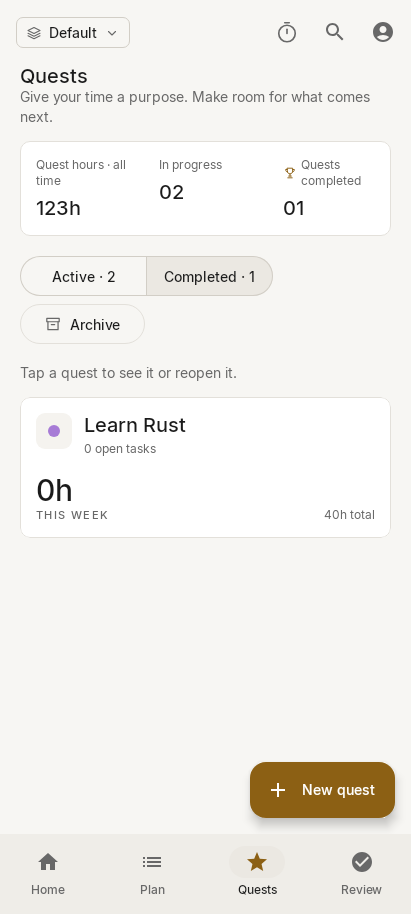 Default
Quests
Give your time a purpose. Make room for what comes
next.
Quest hours · all
time
123h
In progress
02
Quests
completed
01
Active · 2
Completed · 1
Archive
Tap a quest to see it or reopen it.
Learn Rust
0 open tasks
0h
THIS WEEK
40h total
New quest
Home
Plan
Quests
Review